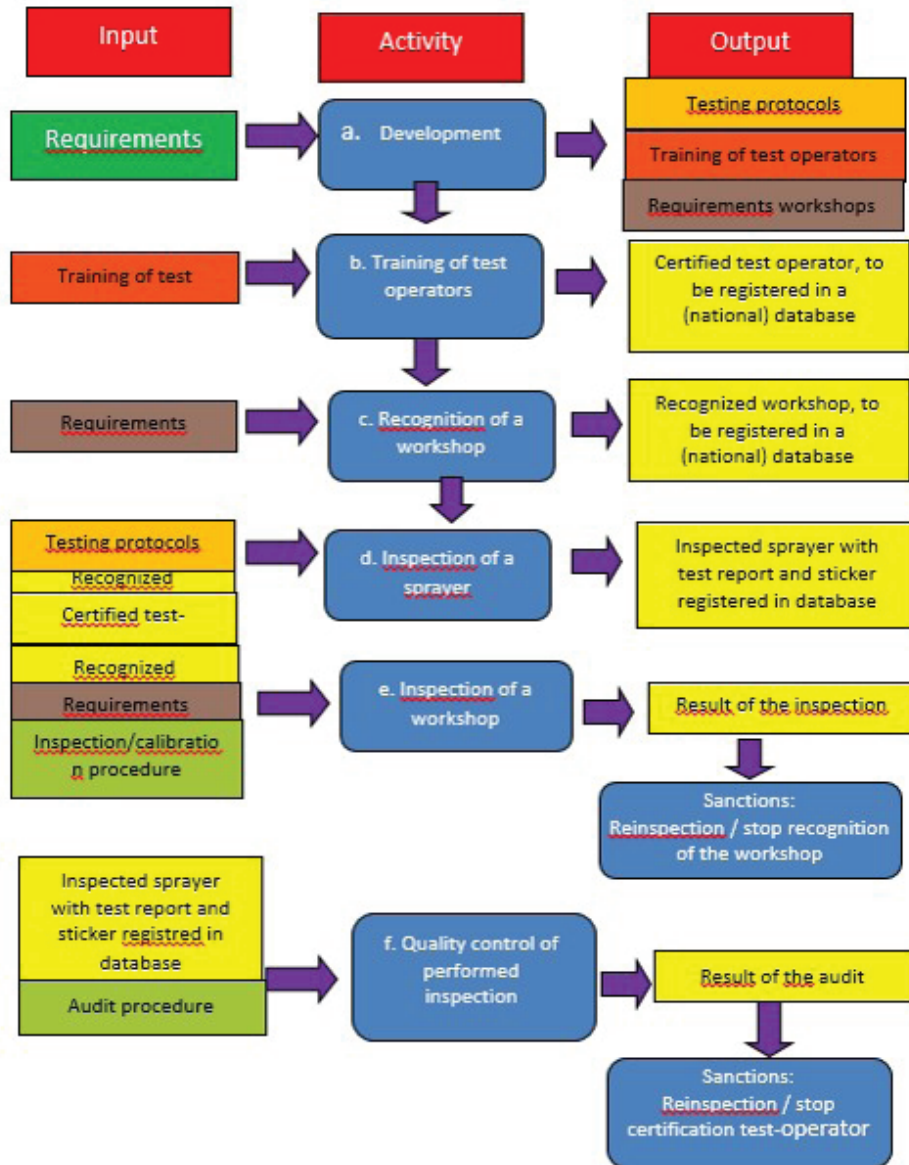 Input
Activity
Output
Requirements
a. Development
Testing protocols
Training of test operators
Requirements workshops
Training of test
b. Training of test
operators
Certified test operator, to
be registered in a
(national) database
Requirements
c. Recognition of a
workshop
Recognized workshop, to
be registered in a
(national) database
Testing protocols
Recognized
Certified test-
Recognized
Requirements
Inspection/calibratio
n procedure
d. Inspection of a
sprayer
Inspected sprayer with
test report and sticker
registered in database
e. Inspection of a
workshop
Result of the inspection
Sanctions:
Reinspection / stop recognition
of the workshop
Inspected sprayer
with test report and
sticker registred in
database
Audit procedure
f. Quality control of
performed
inspection
Result of the audit
Sanctions:
Reinspection / stop
certification test-operator